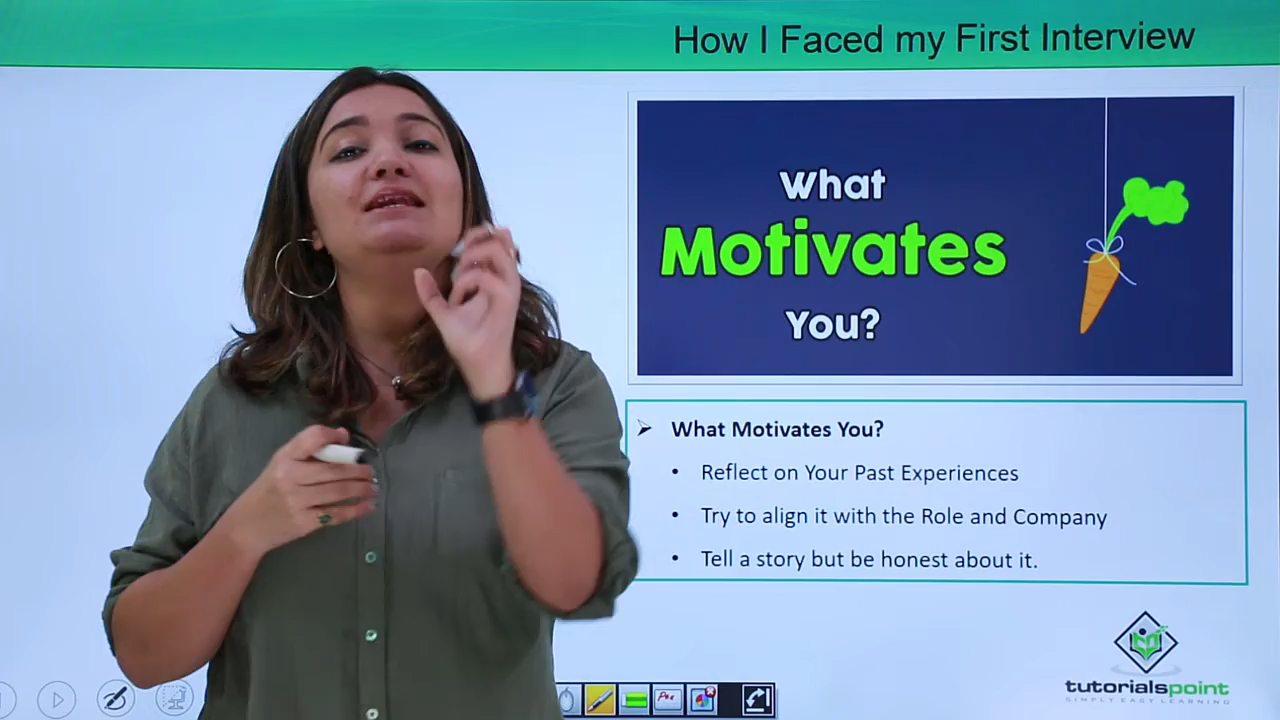 How I Faced my First Interview
What
Motivates
You?
What Motivates You?
Reflect on Your Past Experiences
Try to align it with the Role and Company
Tell a story but be honest about it.
tutorialspoint
SIMPLY EASY LEARNING